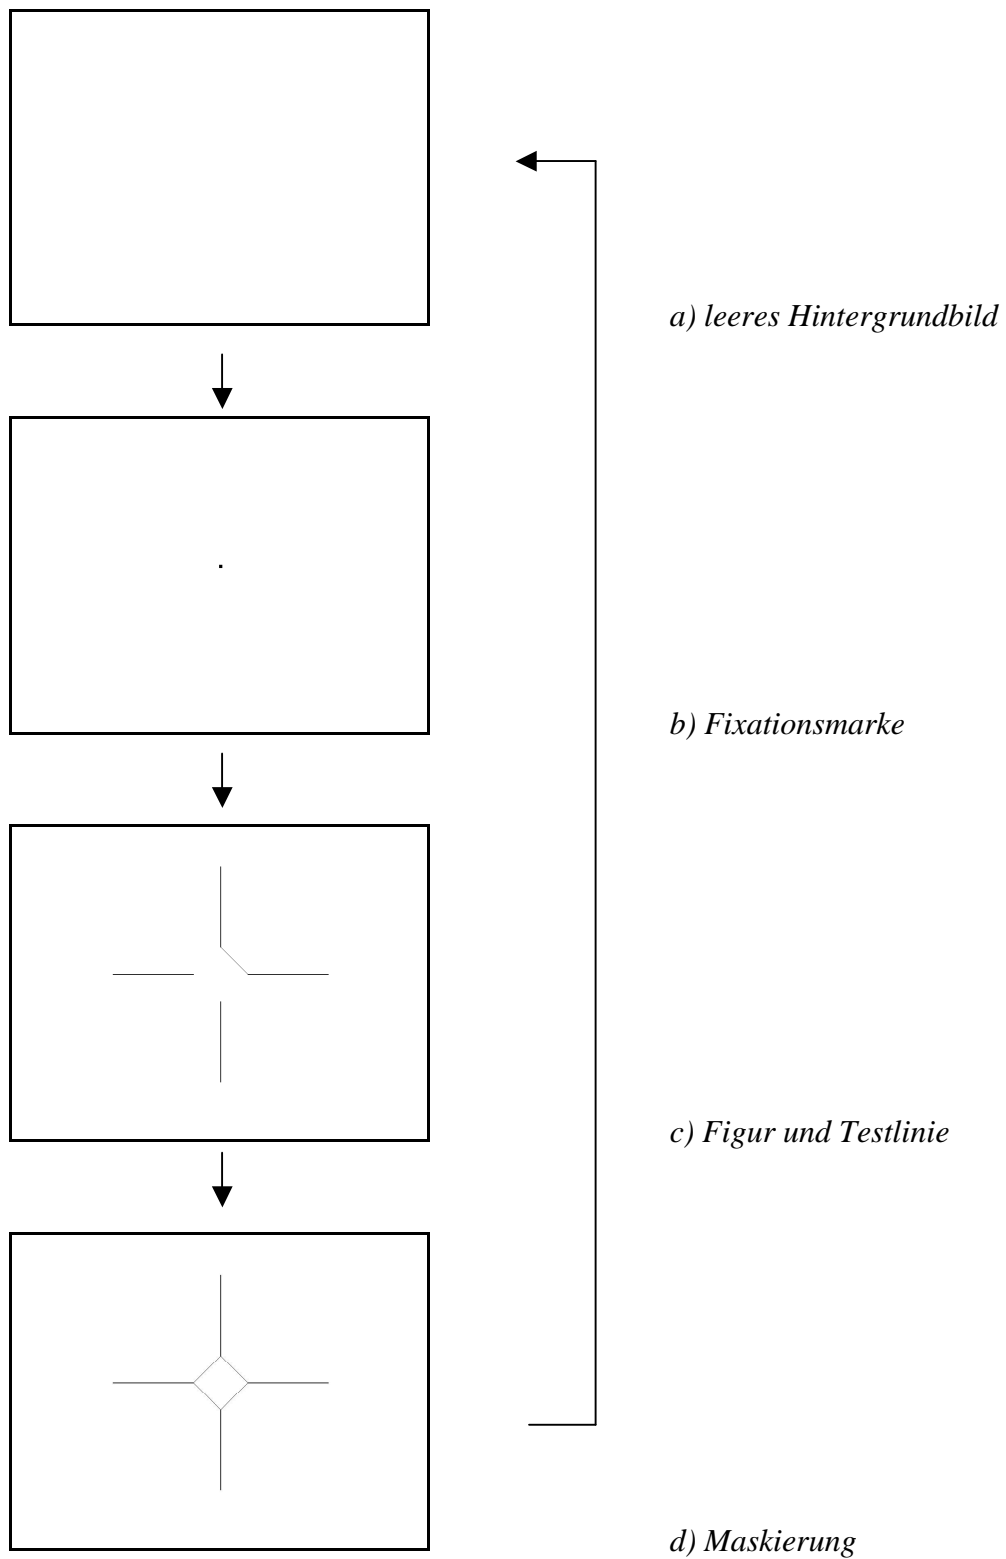 a) leeres Hintergrundbild
b) Fixationsmarke
c) Figur und Testlinie
d) Maskierung